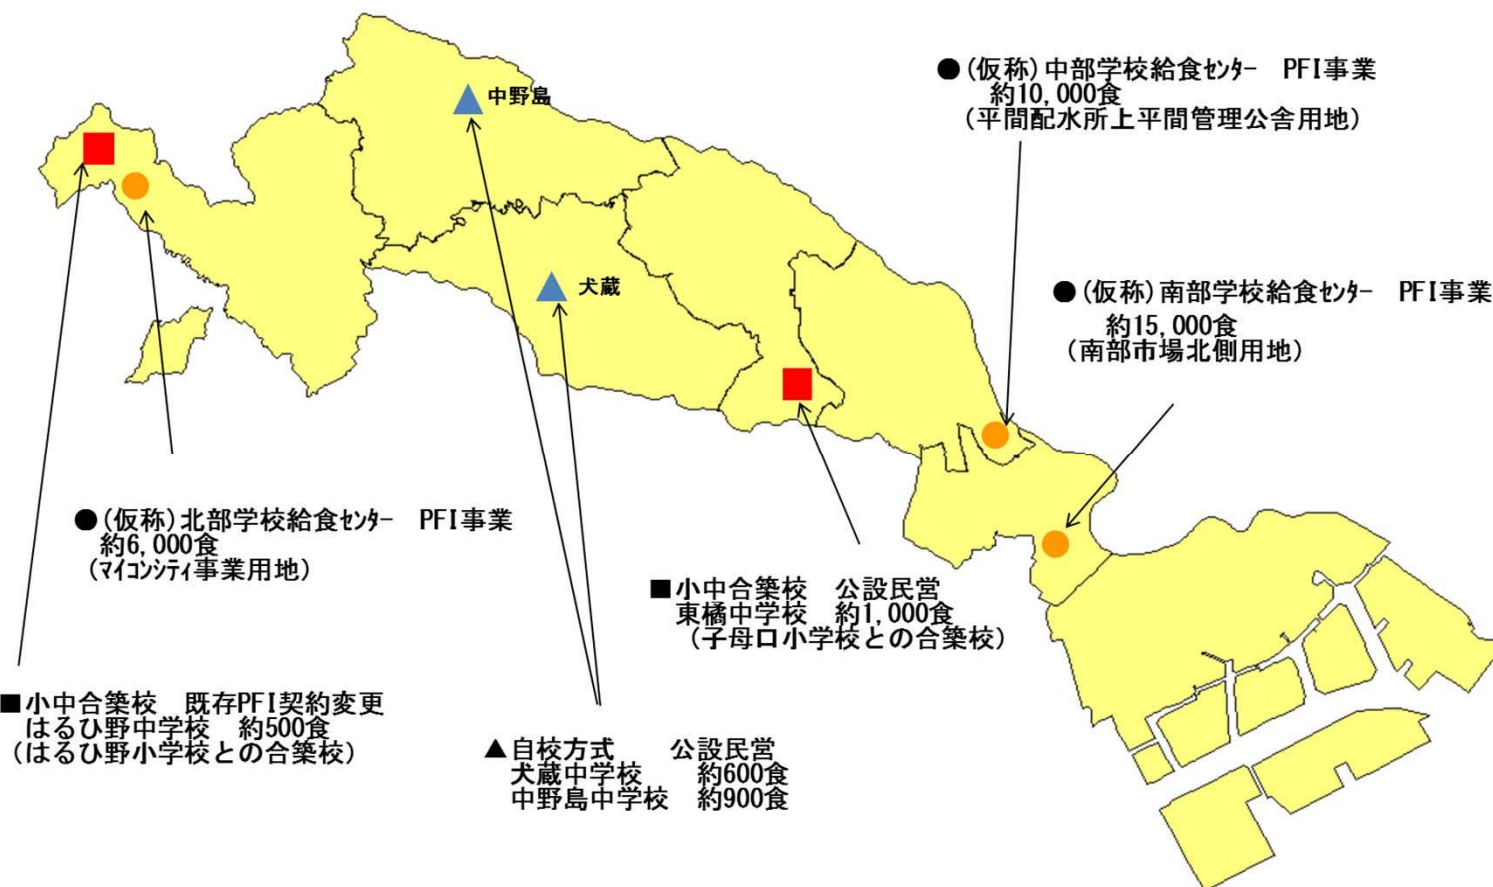 中野島
●(仮称)中部学校給食ｾﾝﾀｰ　PFI事業
約10,000食
(平間配水所上平間管理公舎用地)
犬蔵
●(仮称)南部学校給食ｾﾝﾀｰ　PFI事業
約15,000食
(南部市場北側用地)
●(仮称)北部学校給食ｾﾝﾀｰ　PFI事業
約6,000食
(ﾏｲｺﾝｼﾃｨ事業用地)
■小中合築校　公設民営
東橘中学校　約1,000食
(子母口小学校との合築校)
■小中合築校　既存PFI契約変更
はるひ野中学校　約500食
(はるひ野小学校との合築校)
▲自校方式　　公設民営
犬蔵中学校　　約600食
中野島中学校　約900食